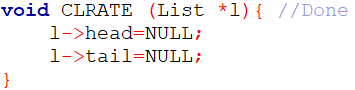 void CLRATE (List *l){ //Done
    l->head=NULL;
    l->tail=NULL;
}